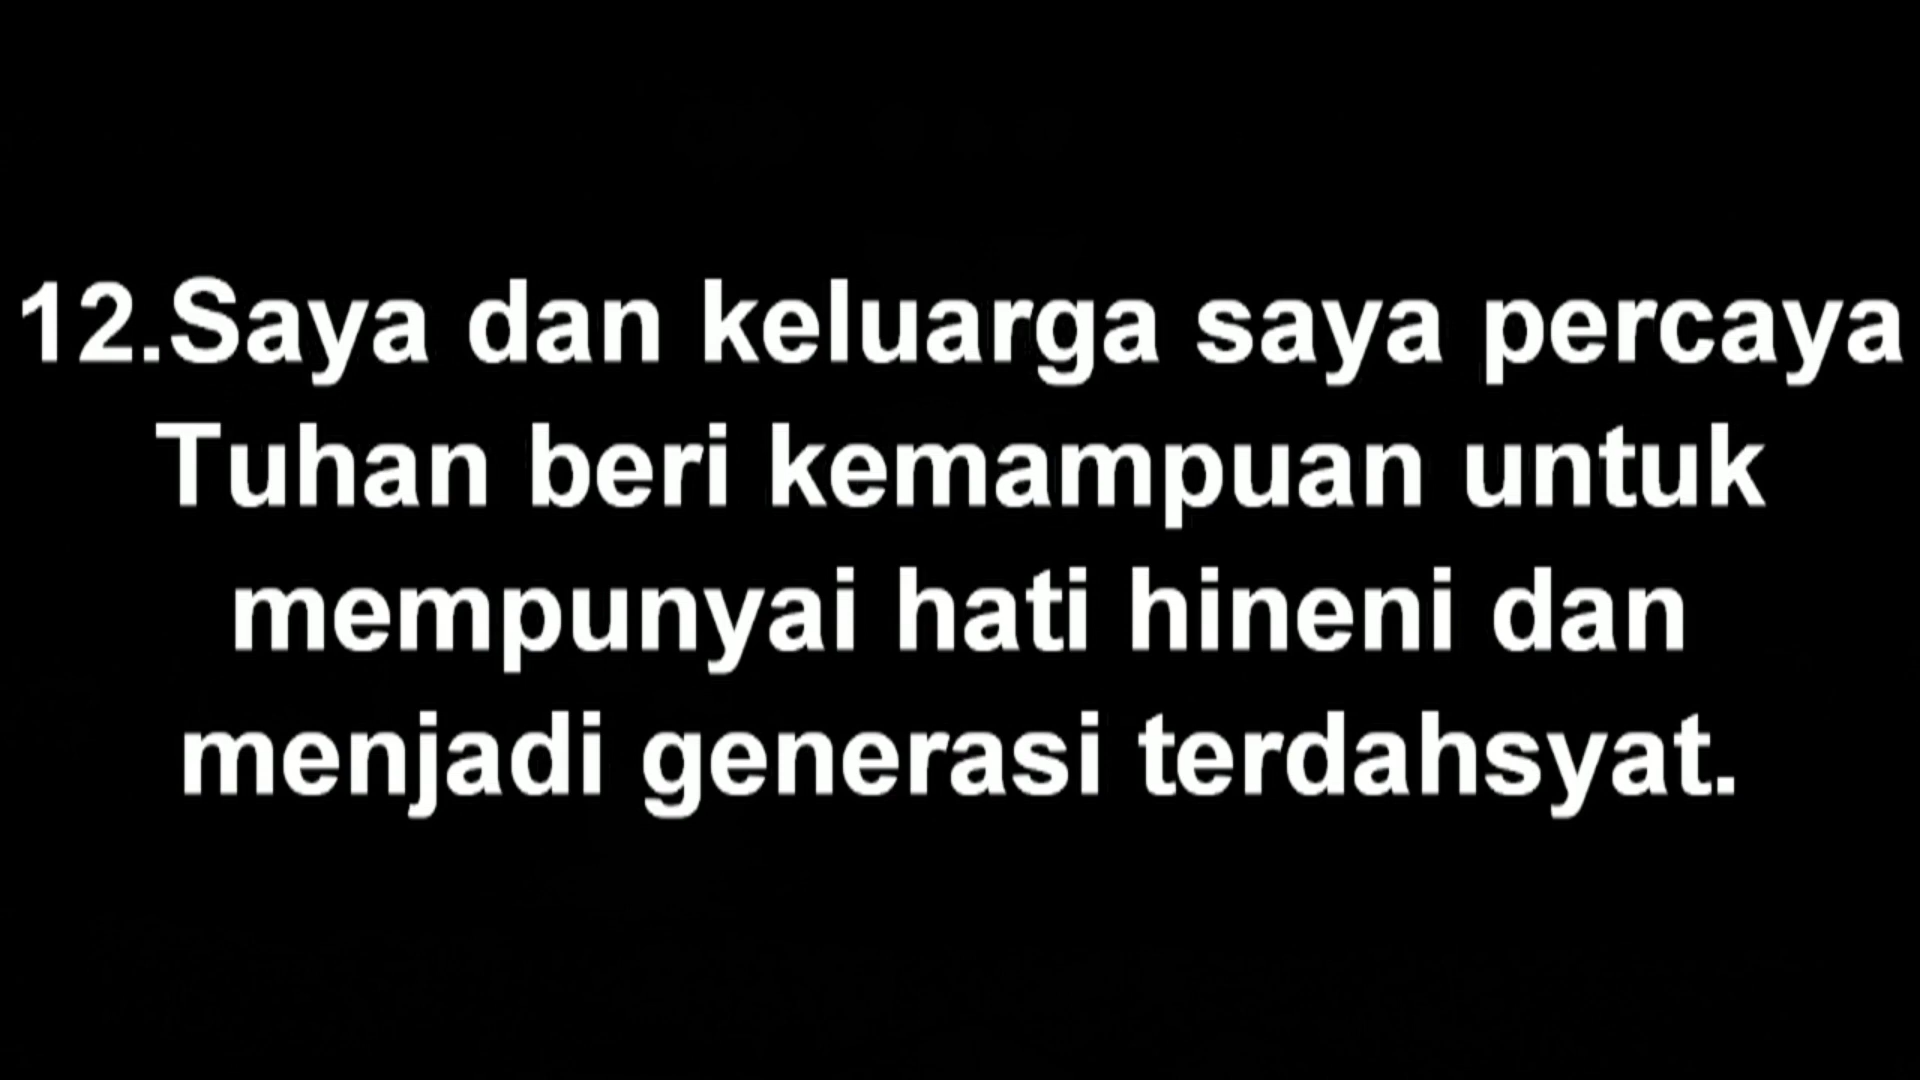 12.Saya dan keluarga saya percaya
Tuhan beri kemampuan untuk
mempunyai hati hineni dan
menjadi generasi terdahsyat.